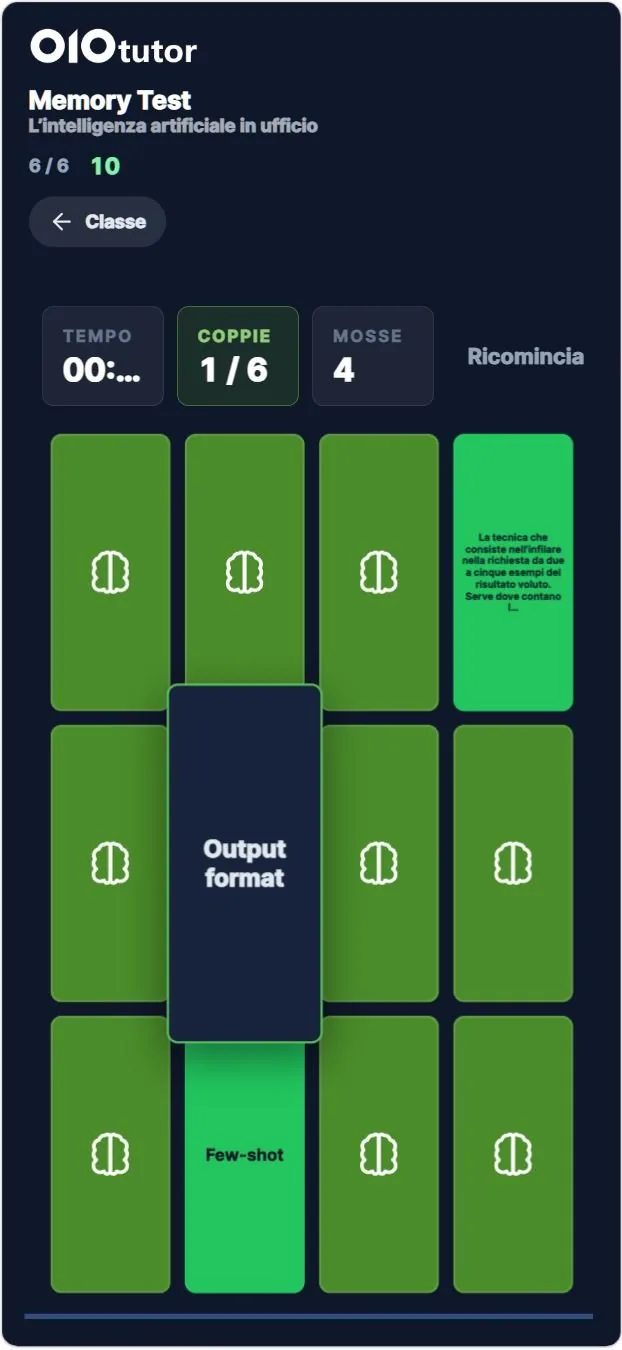 OIOtutor
Memory Test
L'intelligenza artificiale in ufficio
6 / 6 10
← Classe
TEMPO
00:...
COPPIE
1 / 6
MOSSE
4
Ricomincia
La tecnica che
consiste nell'infilare
nella richiesta da due
a cinque esempi del
risultato voluto.
Serve dove contano
l...
Output
format
Few-shot